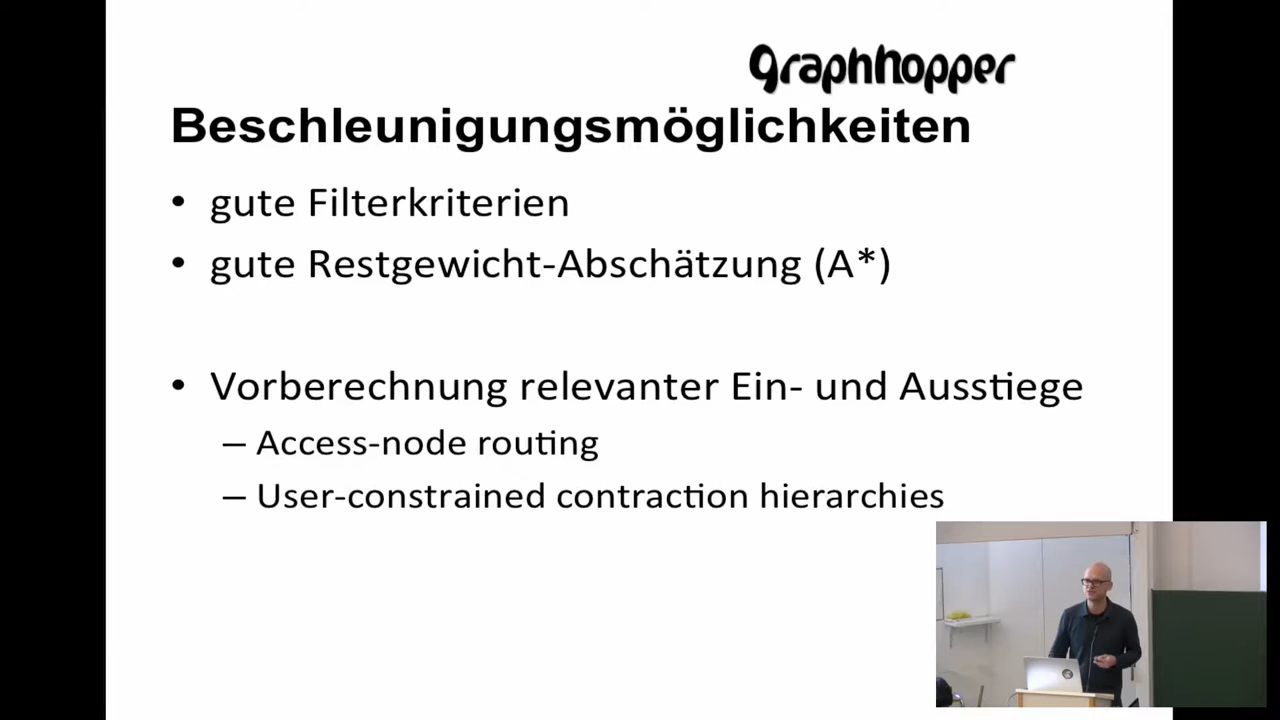 graphhopper
Beschleunigungsmöglichkeiten
• gute Filterkriterien
• gute Restgewicht-Abschätzung (A*)
• Vorberechnung relevanter Ein- und Ausstiege
– Access-node routing
– User-constrained contraction hierarchies